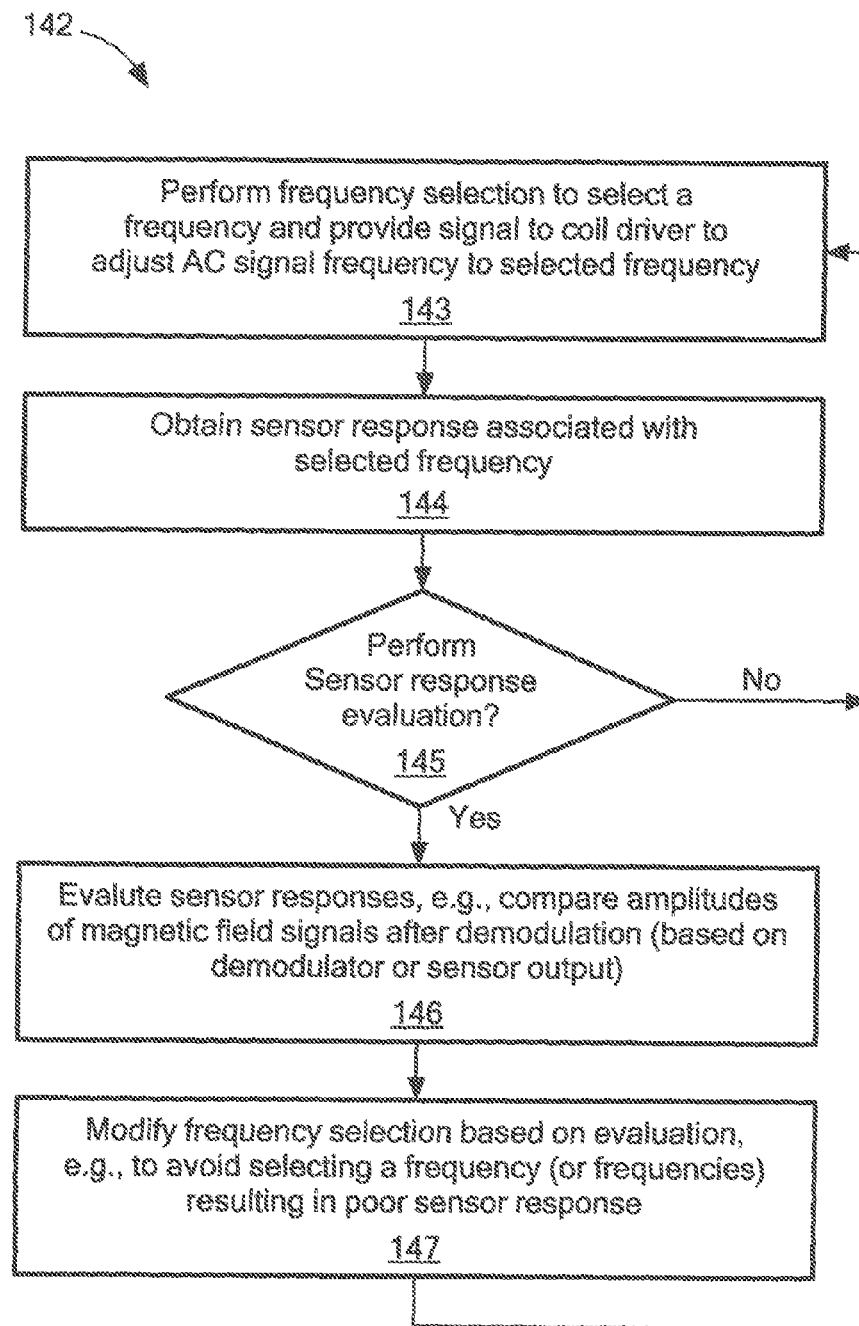 142
Perform frequency selection to select a
frequency and provide signal to coil driver to
adjust AC signal frequency to selected frequency
143
Obtain sensor response associated with
selected frequency
144
Perform
Sensor response
evaluation?
145
No
Yes
Evalute sensor responses, e.g., compare amplitudes
of magnetic field signals after demodulation (based on
demodulator or sensor output)
146
Modify frequency selection based on evaluation,
e.g., to avoid selecting a frequency (or frequencies)
resulting in poor sensor response
147